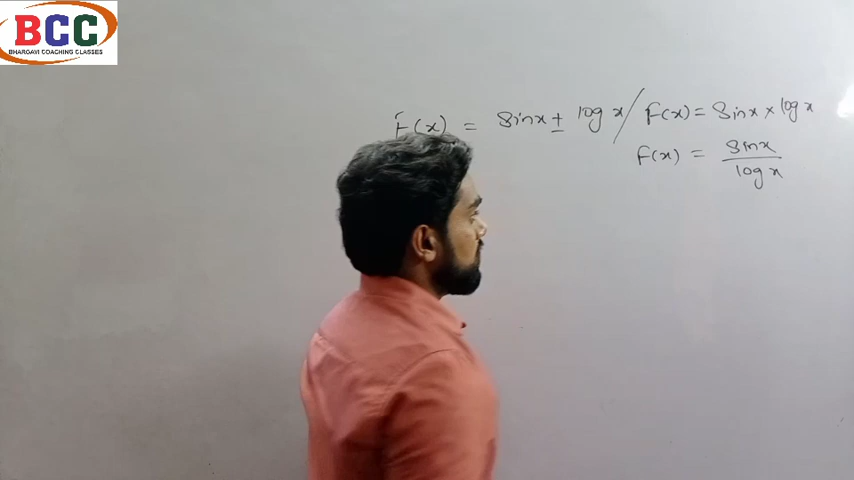 BCC
BHARGAVI COACHING CLASSES
F(x) = Sinx ± log x / F(x) = Sinx × log x
F(x) = Sinx / log x